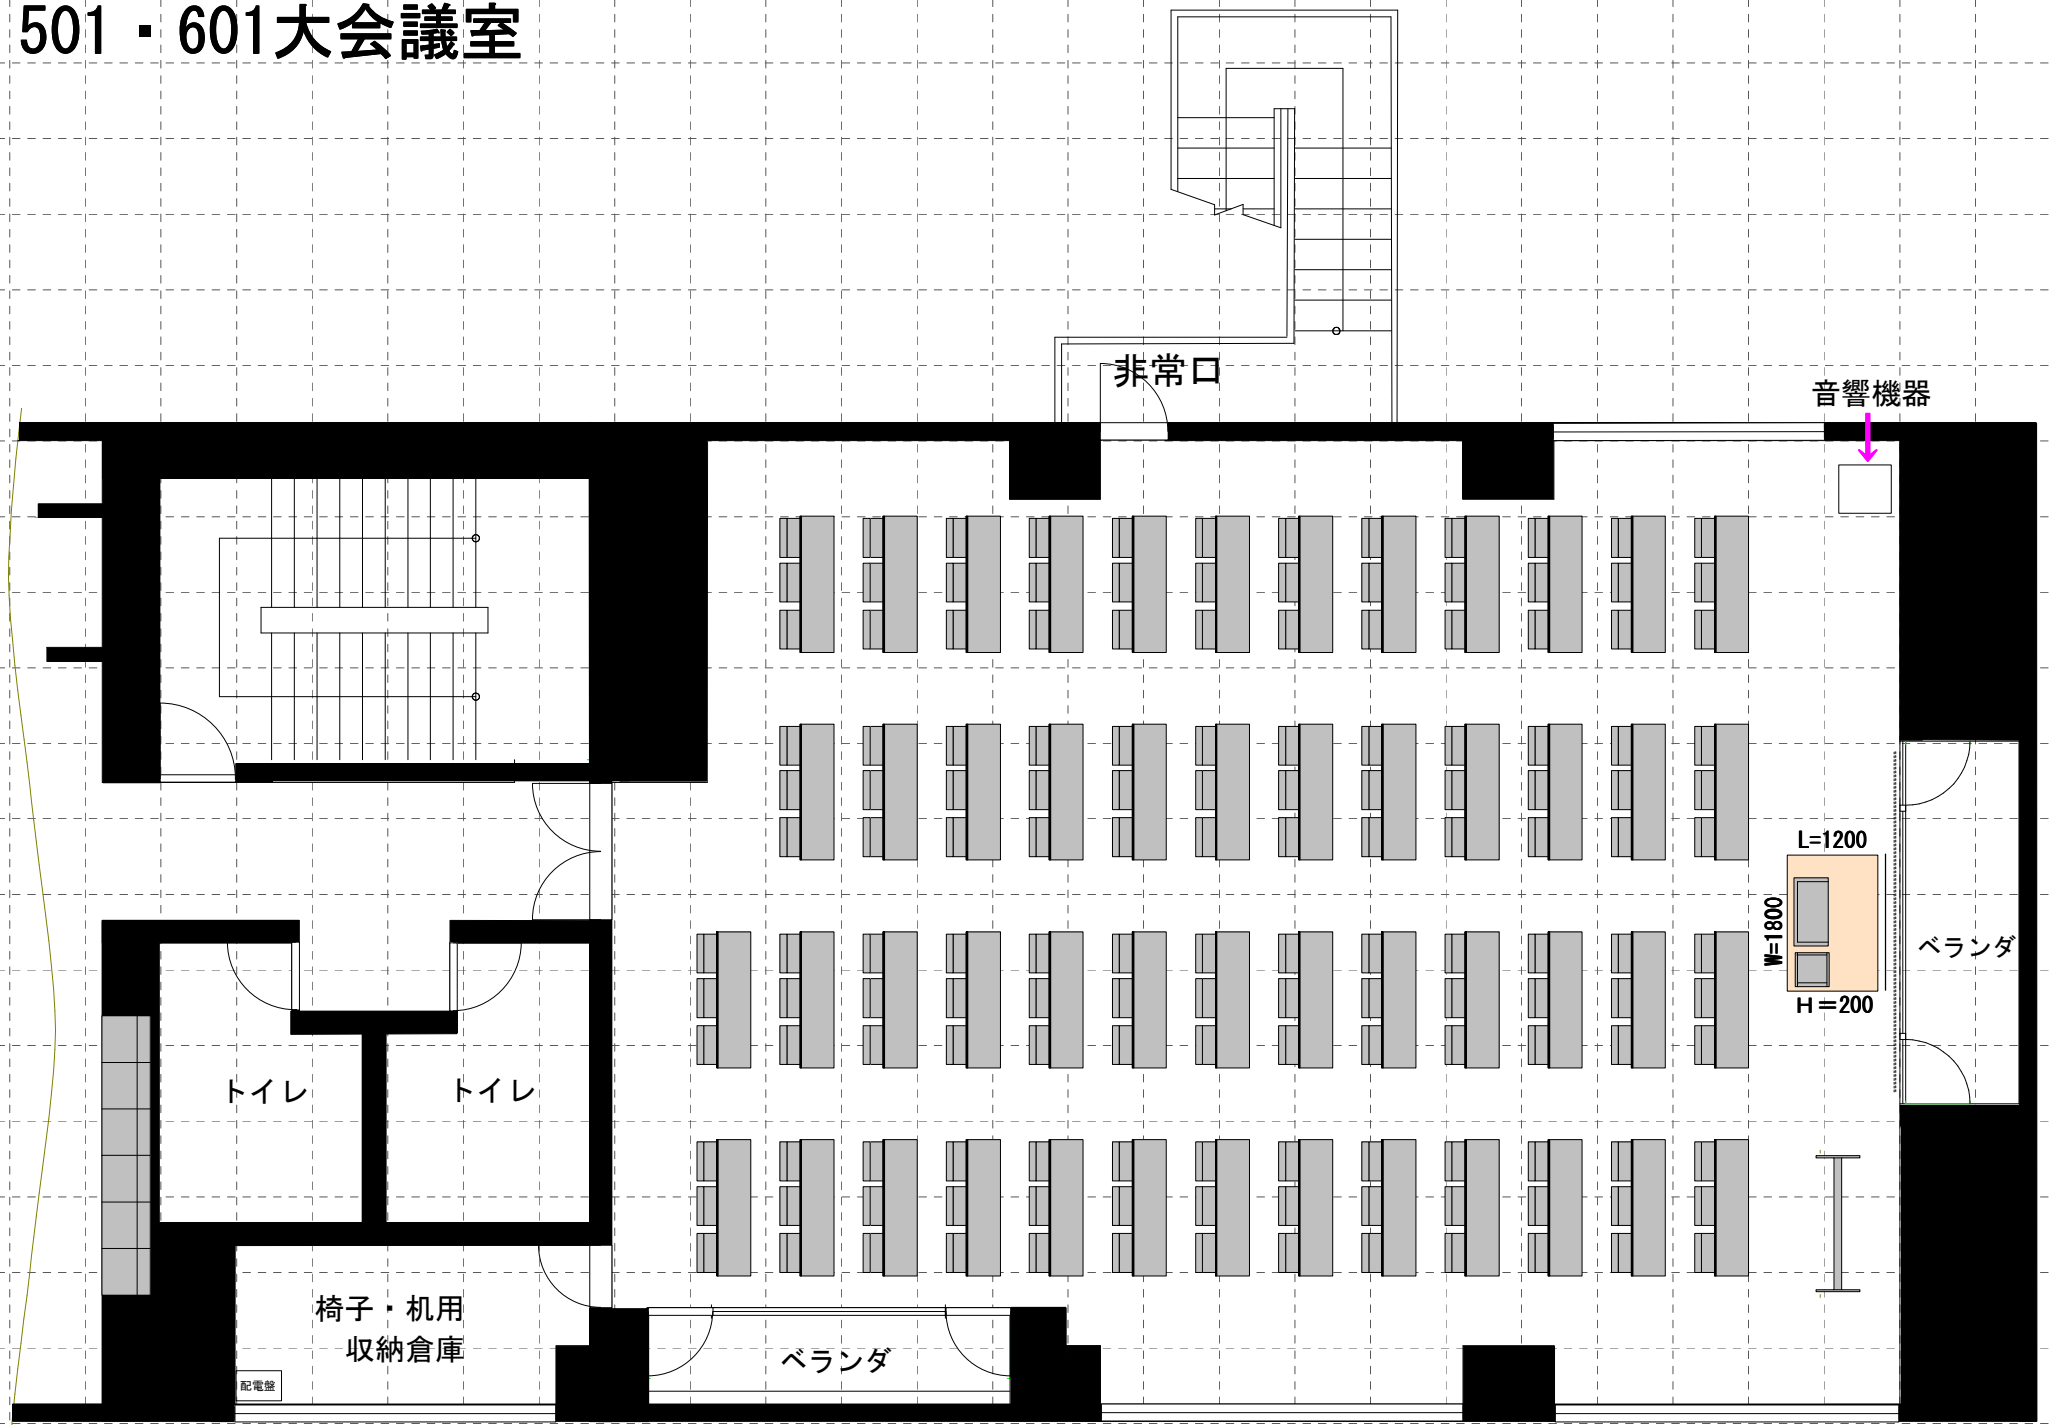 501・601大会議室
非常口
音響機器
L=1200
W=1800
H=200
ベランダ
トイレ
トイレ
椅子・机用
収納倉庫
配電盤
ベランダ